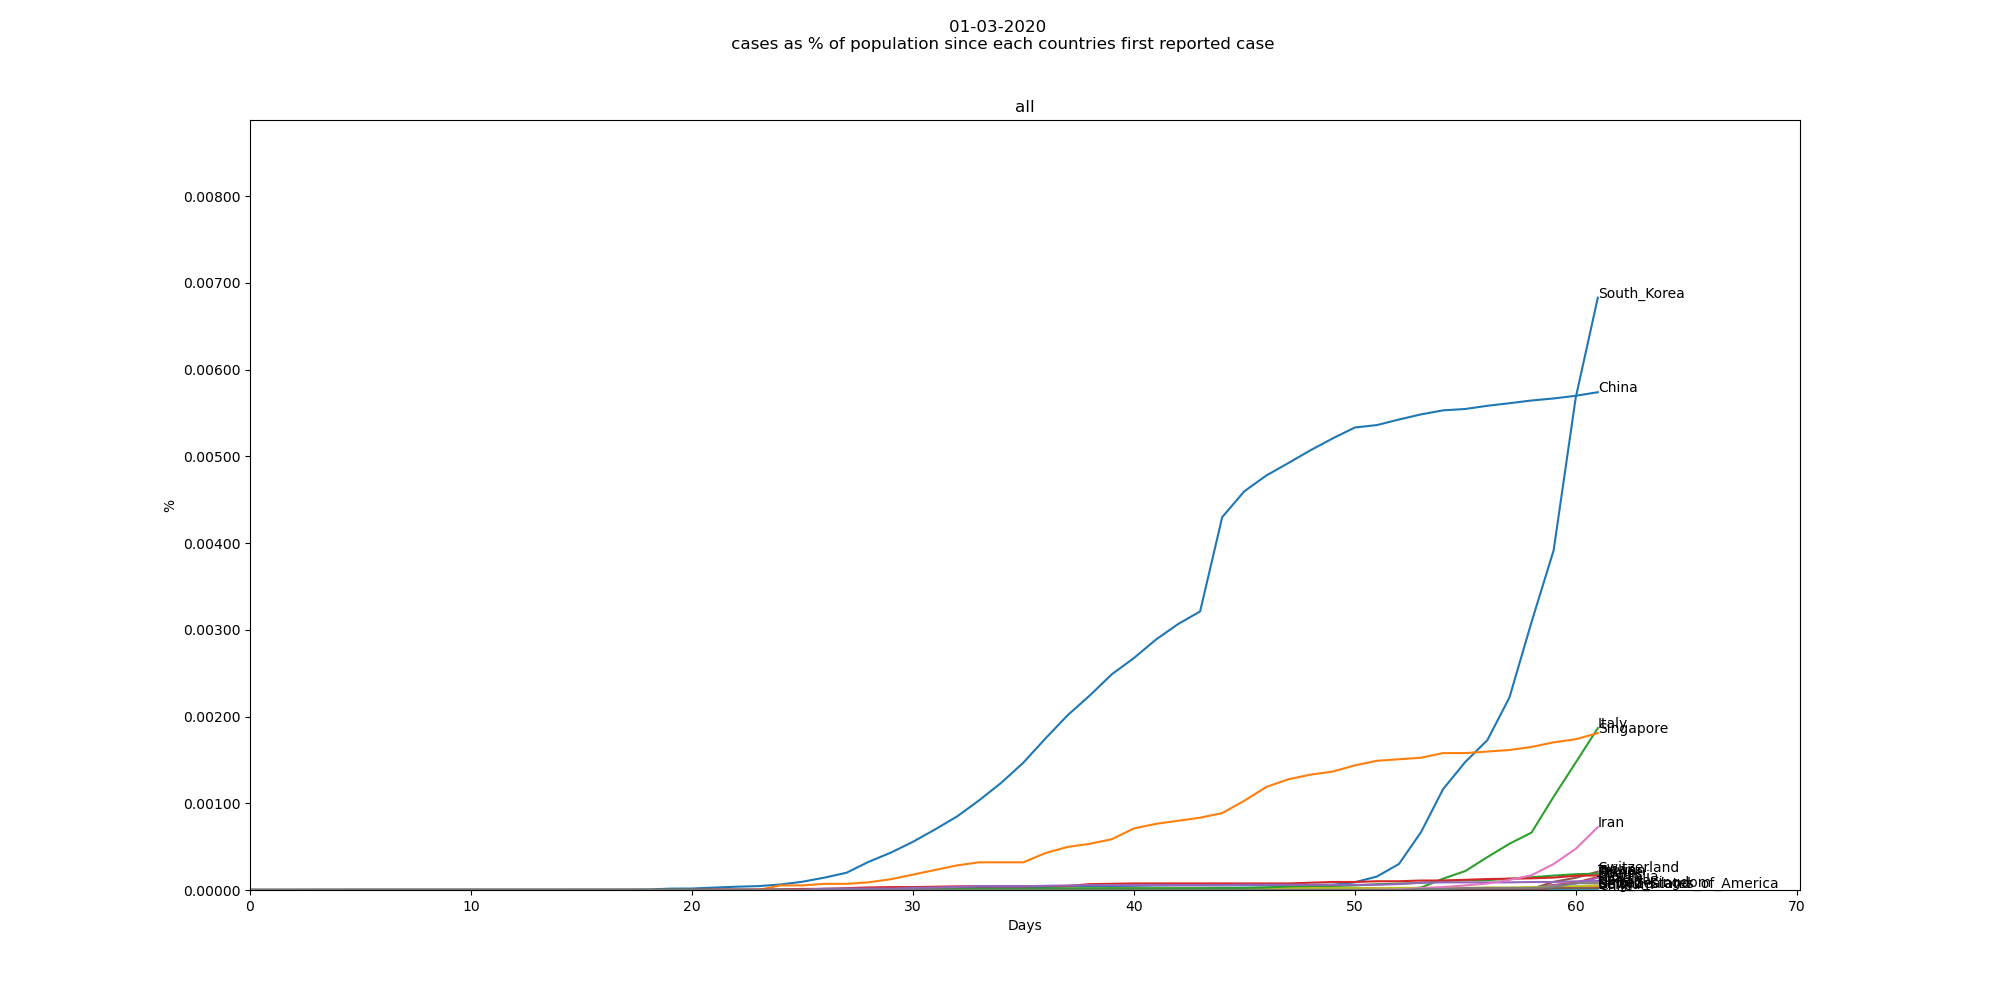 01-03-2020
cases as % of population since each countries first reported case
all
0.00800
0.00700
0.00600
0.00500
0.00400
0.00300
0.00200
0.00100
0.00000
%
South_Korea
China
Italy
Singapore
Iran
Switzerland
of_America
0 10 20 30 40 50 60 70
Days